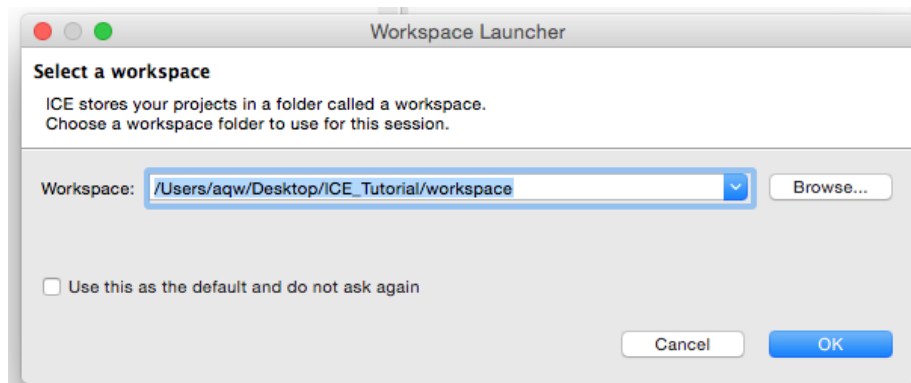 Workspace Launcher
Select a workspace
ICE stores your projects in a folder called a workspace.
Choose a workspace folder to use for this session.
Workspace: /Users/aqw/Desktop/ICE_Tutorial/workspace Browse...
Use this as the default and do not ask again
Cancel OK